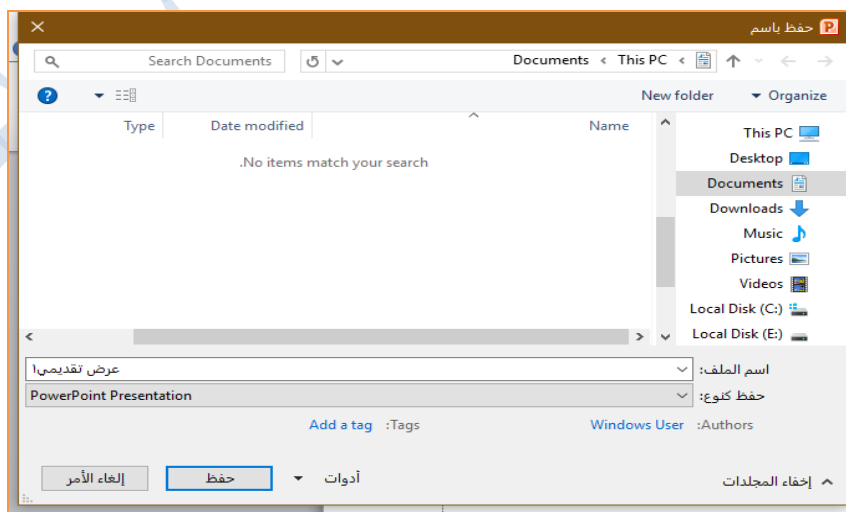 حفظ باسم
This PC › Documents
Search Documents
Organize
New folder
Name
Date modified
Type
No items match your search.
This PC
Desktop
Documents
Downloads
Music
Pictures
Videos
Local Disk (C:)
Local Disk (E:)
اسم الملف: عرض تقديمي١
حفظ كنوع: PowerPoint Presentation
Authors: Windows User
Tags: Add a tag
إخفاء المجلدات
أدوات
حفظ
إلغاء الأمر